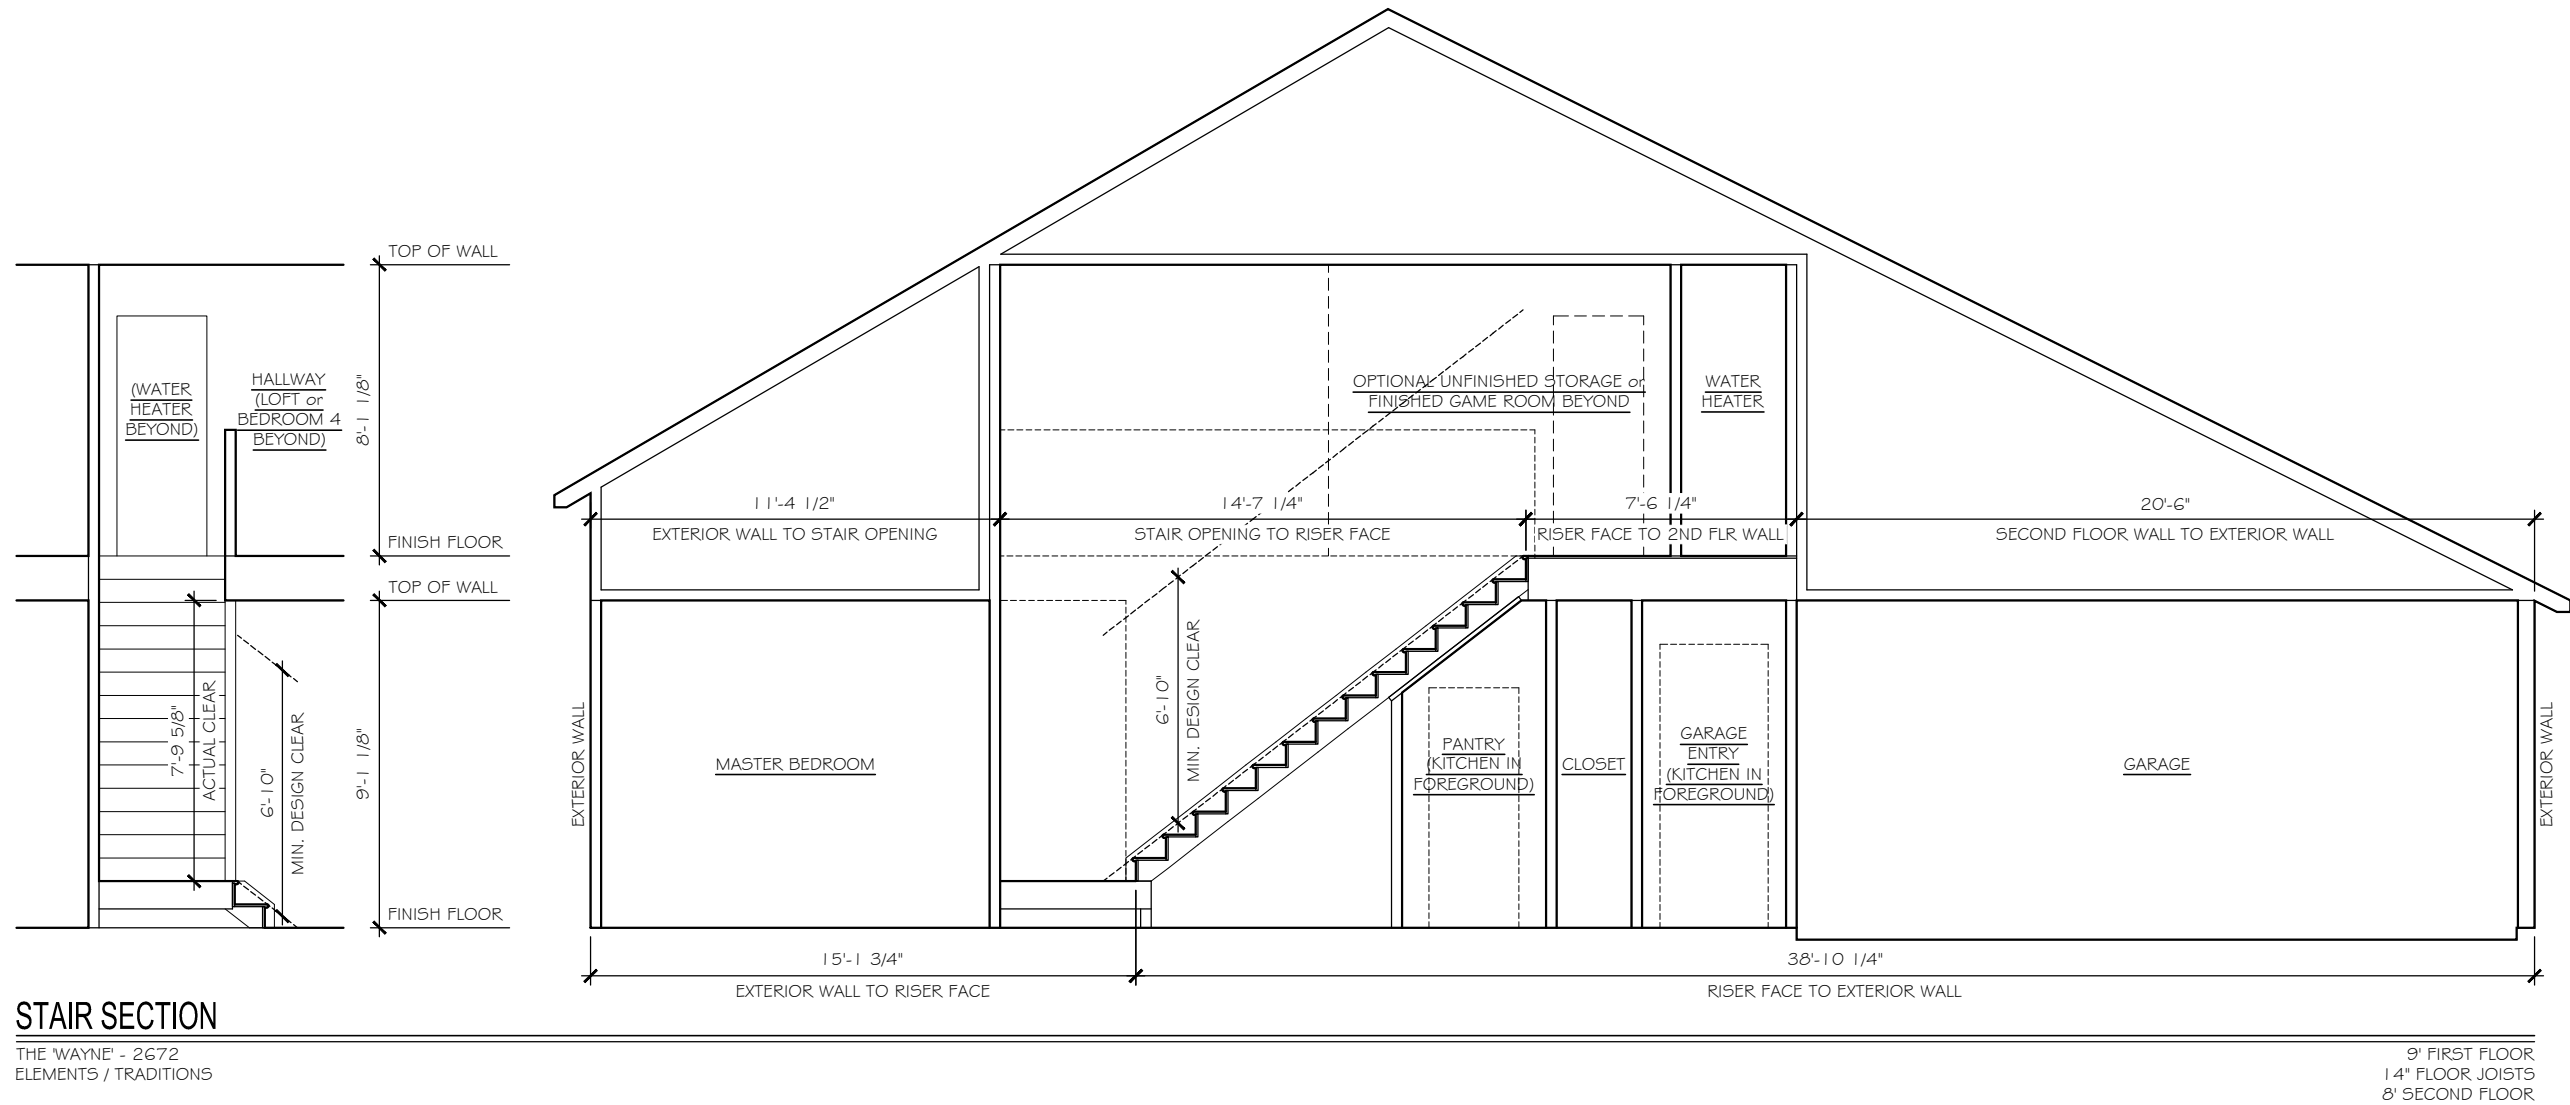 TOP OF WALL
(WATER
HEATER
BEYOND)
HALLWAY
(LOFT or
BEDROOM 4
BEYOND)
8'-1 1/8"
FINISH FLOOR
TOP OF WALL
7'-9 5/8"
ACTUAL CLEAR
6'-10"
MIN. DESIGN CLEAR
9'-1 1/8"
FINISH FLOOR
OPTIONAL UNFINISHED STORAGE or
FINISHED GAME ROOM BEYOND
WATER
HEATER
11'-4 1/2"
EXTERIOR WALL TO STAIR OPENING
14'-7 1/4"
STAIR OPENING TO RISER FACE
7'-6 1/4"
RISER FACE TO 2ND FLR WALL
20'-6"
SECOND FLOOR WALL TO EXTERIOR WALL
EXTERIOR WALL
MASTER BEDROOM
6'-10"
MIN. DESIGN CLEAR
PANTRY
(KITCHEN IN
FOREGROUND)
CLOSET
GARAGE
ENTRY
(KITCHEN IN
FOREGROUND)
GARAGE
EXTERIOR WALL
15'-1 3/4"
EXTERIOR WALL TO RISER FACE
38'-10 1/4"
RISER FACE TO EXTERIOR WALL
STAIR SECTION
THE 'WAYNE' - 2672
ELEMENTS / TRADITIONS
9' FIRST FLOOR
14" FLOOR JOISTS
8' SECOND FLOOR